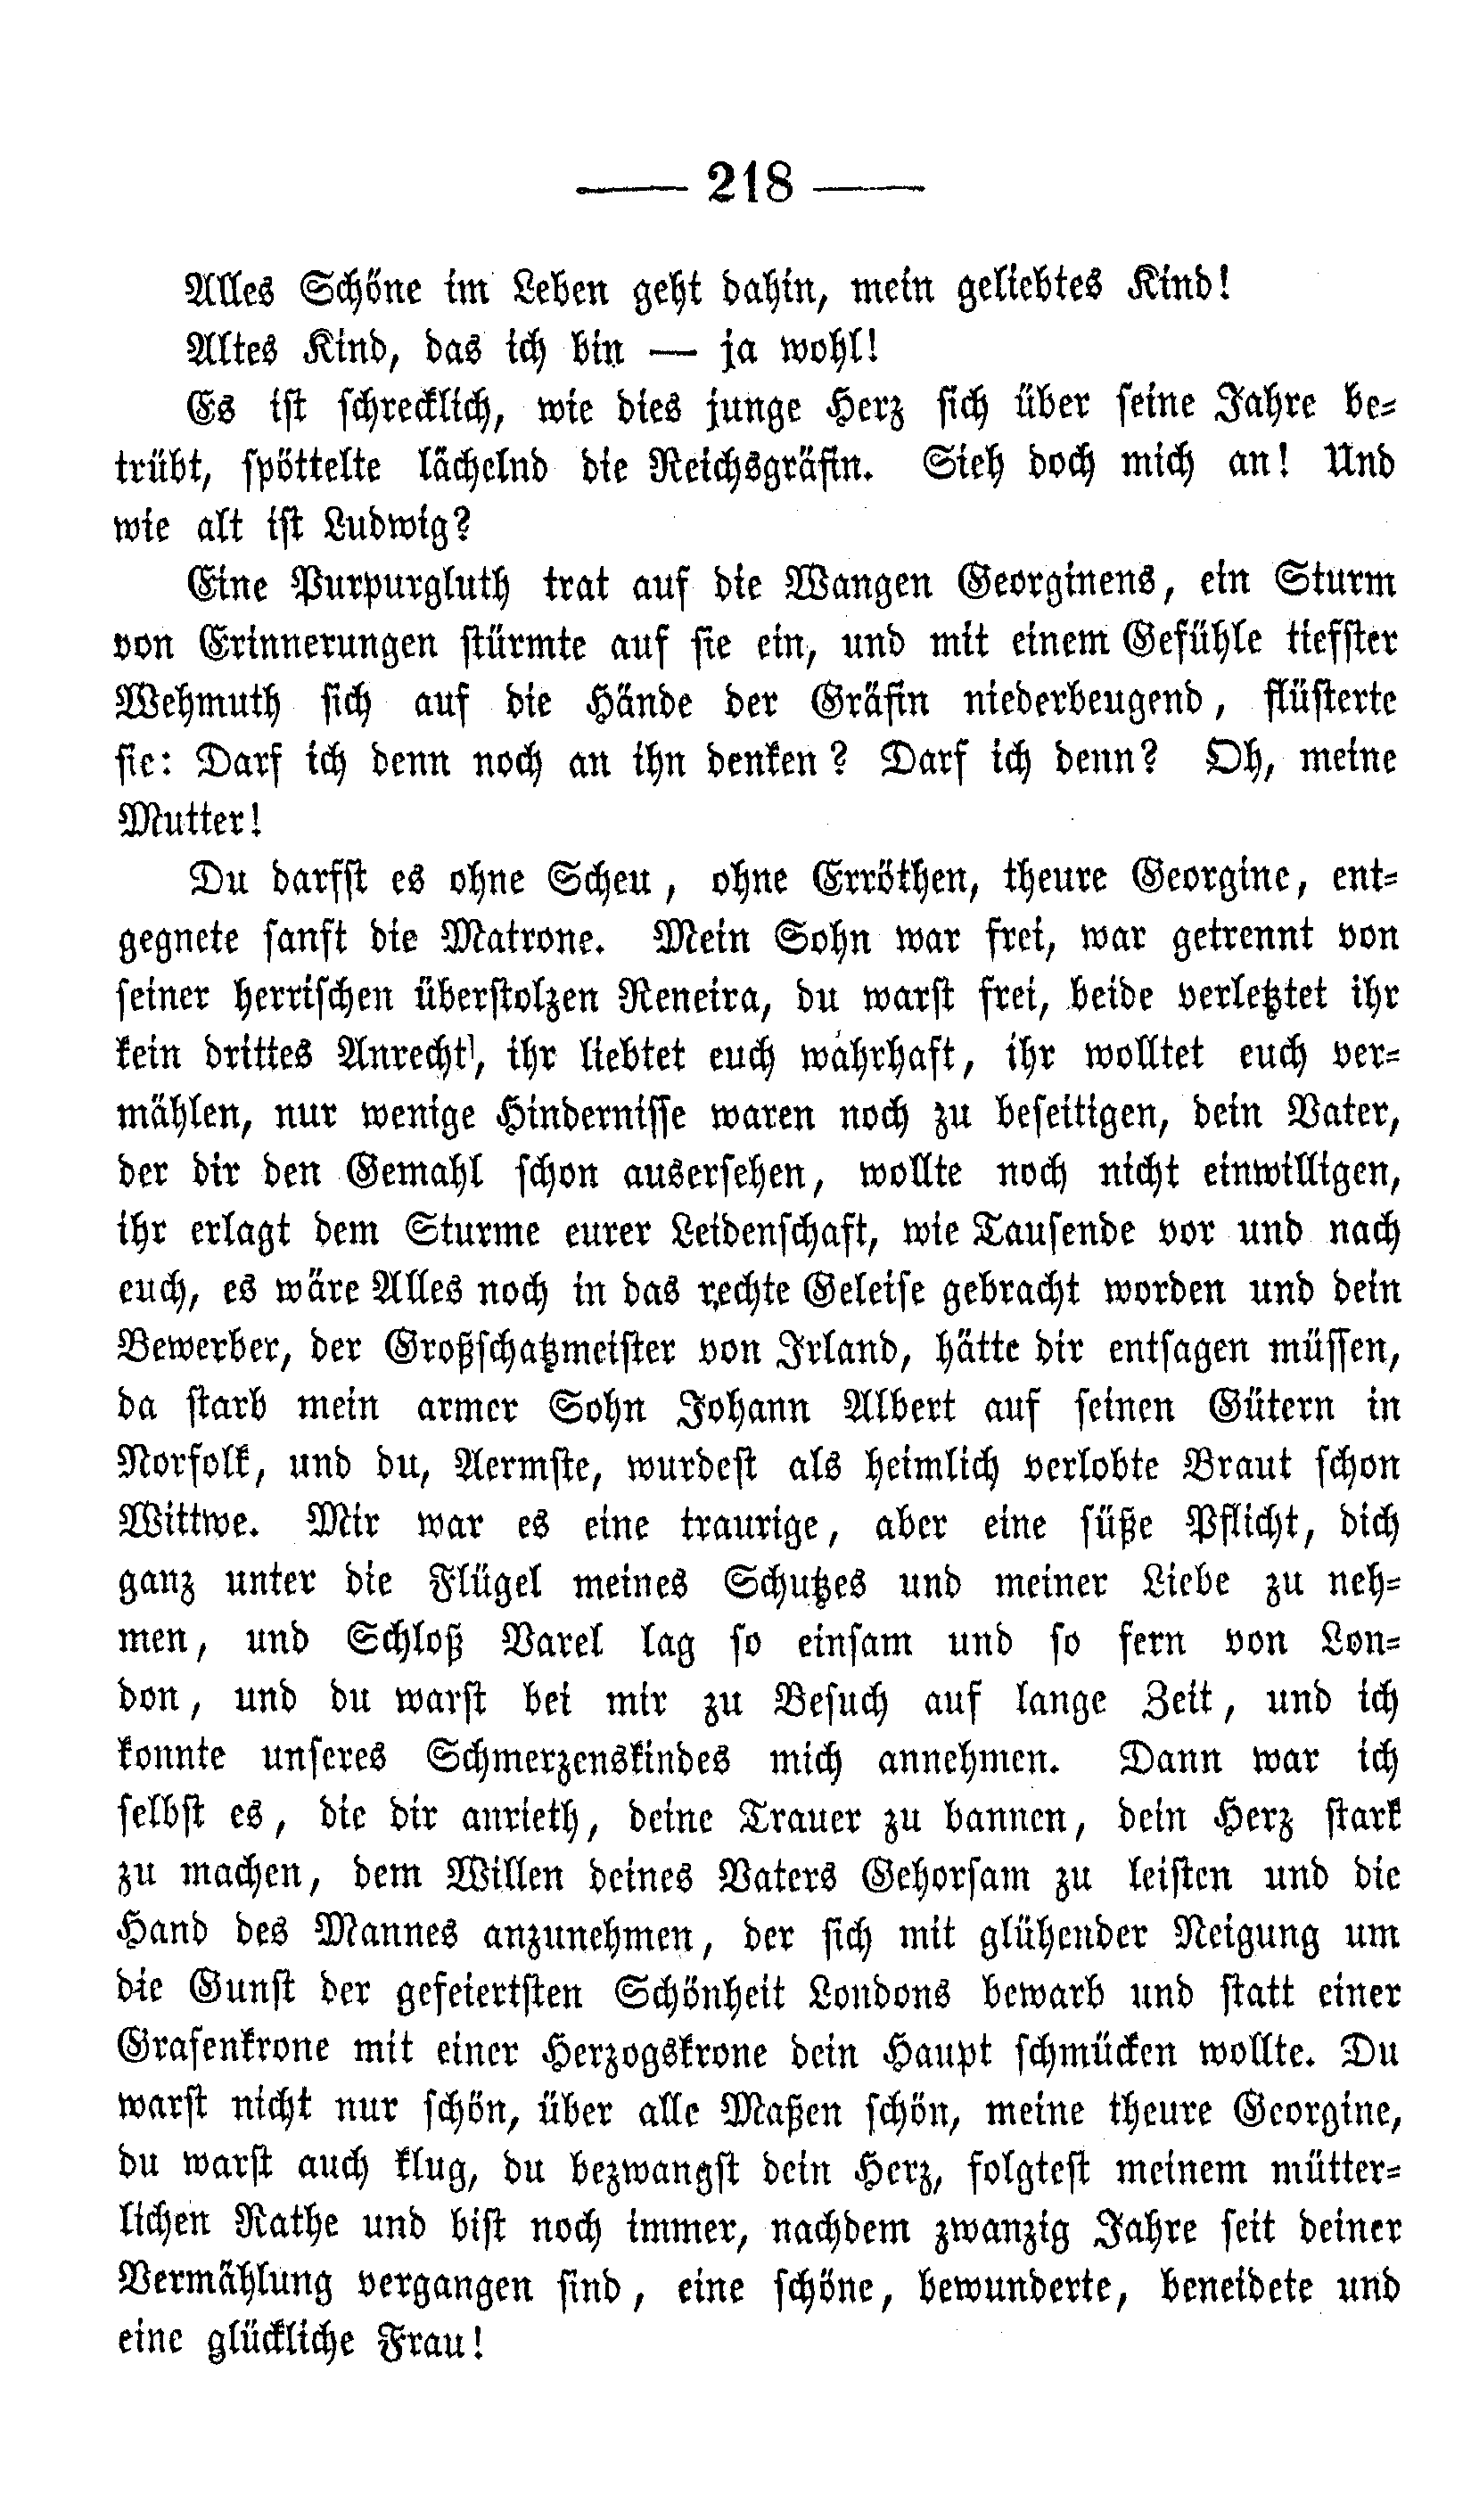 — 218 —
Alles Schöne im Leben geht dahin, mein geliebtes Kind!
Altes Kind, das ich bin — ja wohl!
Es ist schrecklich, wie dies junge Herz sich über seine Jahre be-
trübt, spöttelte lächelnd die Reichsgräfin. Sieh doch mich an! Und
wie alt ist Ludwig?
Eine Purpurgluth trat auf die Wangen Georginens, ein Sturm
von Erinnerungen stürmte auf sie ein, und mit einem Gefühle tiefster
Wehmuth sich auf die Hände der Gräfin niederbeugend, flüsterte
sie: Darf ich denn noch an ihn denken? Darf ich denn? Oh, meine
Mutter!
Du darfst es ohne Scheu, ohne Erröthen, theure Georgine, ent-
gegnete sanft die Matrone. Mein Sohn war frei, war getrennt von
seiner herrischen überstolzen Reneira, du warst frei, beide verletztet ihr
kein drittes Anrecht, ihr liebtet euch wahrhaft, ihr wolltet euch ver-
mählen, nur wenige Hindernisse waren noch zu beseitigen, dein Vater,
der dir den Gemahl schon ausersehen, wollte noch nicht einwilligen,
ihr erlagt dem Sturme eurer Leidenschaft, wie Tausende vor und nach
euch, es wäre Alles noch in das rechte Geleise gebracht worden und dein
Bewerber, der Großschatzmeister von Irland, hätte dir entsagen müssen,
da starb mein armer Sohn Johann Albert auf seinen Gütern in
Norfolk, und du, Aermste, wurdest als heimlich verlobte Braut schon
Wittwe. Mir war es eine traurige, aber eine süße Pflicht, dich
ganz unter die Flügel meines Schutzes und meiner Liebe zu neh-
men, und Schloß Varel lag so einsam und so fern von Lon-
don, und du warst bei mir zu Besuch auf lange Zeit, und ich
konnte unseres Schmerzenskindes mich annehmen. Dann war ich
selbst es, die dir anrieth, deine Trauer zu bannen, dein Herz stark
zu machen, dem Willen deines Vaters Gehorsam zu leisten und die
Hand des Mannes anzunehmen, der sich mit glühender Neigung um
die Gunst der gefeiertsten Schönheit Londons bewarb und statt einer
Grafenkrone mit einer Herzogskrone dein Haupt schmücken wollte. Du
warst nicht nur schön, über alle Maßen schön, meine theure Georgine,
du warst auch klug, du bezwangst dein Herz, folgtest meinem mütter-
lichen Rathe und bist noch immer, nachdem zwanzig Jahre seit deiner
Vermählung vergangen sind, eine schöne, bewunderte, beneidete und
eine glückliche Frau!